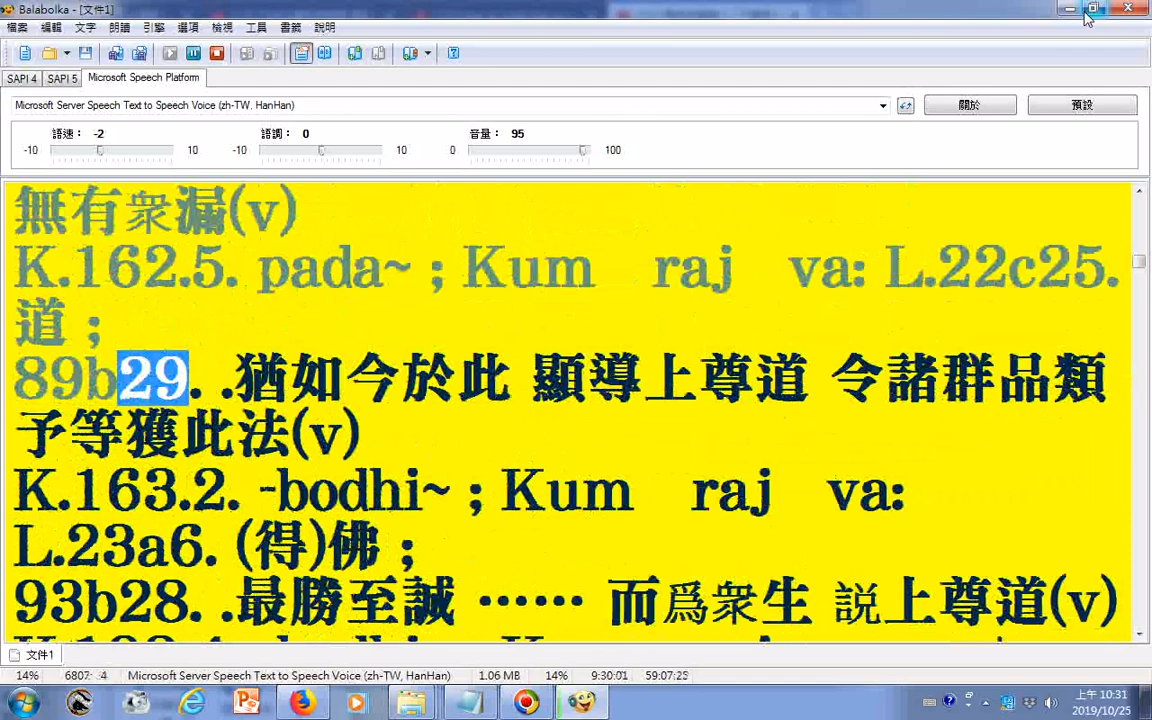 Balabolka - [文件1]
檔案 編輯 文字 朗讀 引擎 選項 檢視 工具 書籤 說明
SAPI 4 SAPI 5 Microsoft Speech Platform
Microsoft Server Speech Text to Speech Voice (zh-TW, HanHan) 關於 預設
語速： -2 語調： 0 音量： 95
-10 10 -10 10 0 100
無有衆漏(v)
K.162.5. pada~ ; Kum raj va: L.22c25.
道 ;
89b29. .猶如今於此 顯導上尊道 令諸群品類
予等獲此法(v)
K.163.2. -bodhi~ ; Kum raj va:
L.23a6. (得)佛 ;
93b28. .最勝至誠 …… 而爲衆生 説上尊道(v)
文件1
14% Microsoft Server Speech Text to Speech Voice (zh-TW, HanHan) 1.06 MB 14% 9:30:01 59:07:25
上午 10:31
2019/10/25